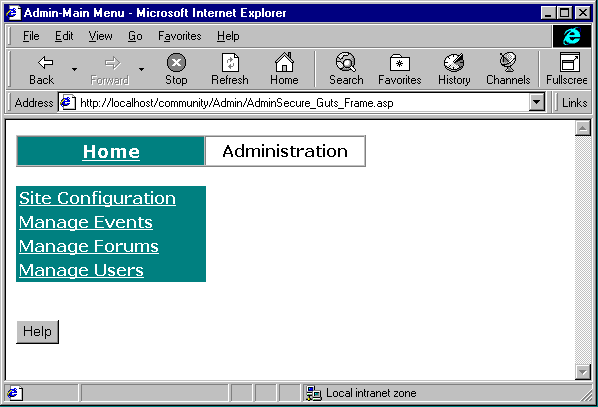 Admin-Main Menu - Microsoft Internet Explorer
File Edit View Go Favorites Help
Back Forward Stop Refresh Home Search Favorites History Channels Fullscree
Address http://localhost/community/Admin/AdminSecure_Guts_Frame.asp Links
Home Administration
Site Configuration
Manage Events
Manage Forums
Manage Users
Help
Local intranet zone